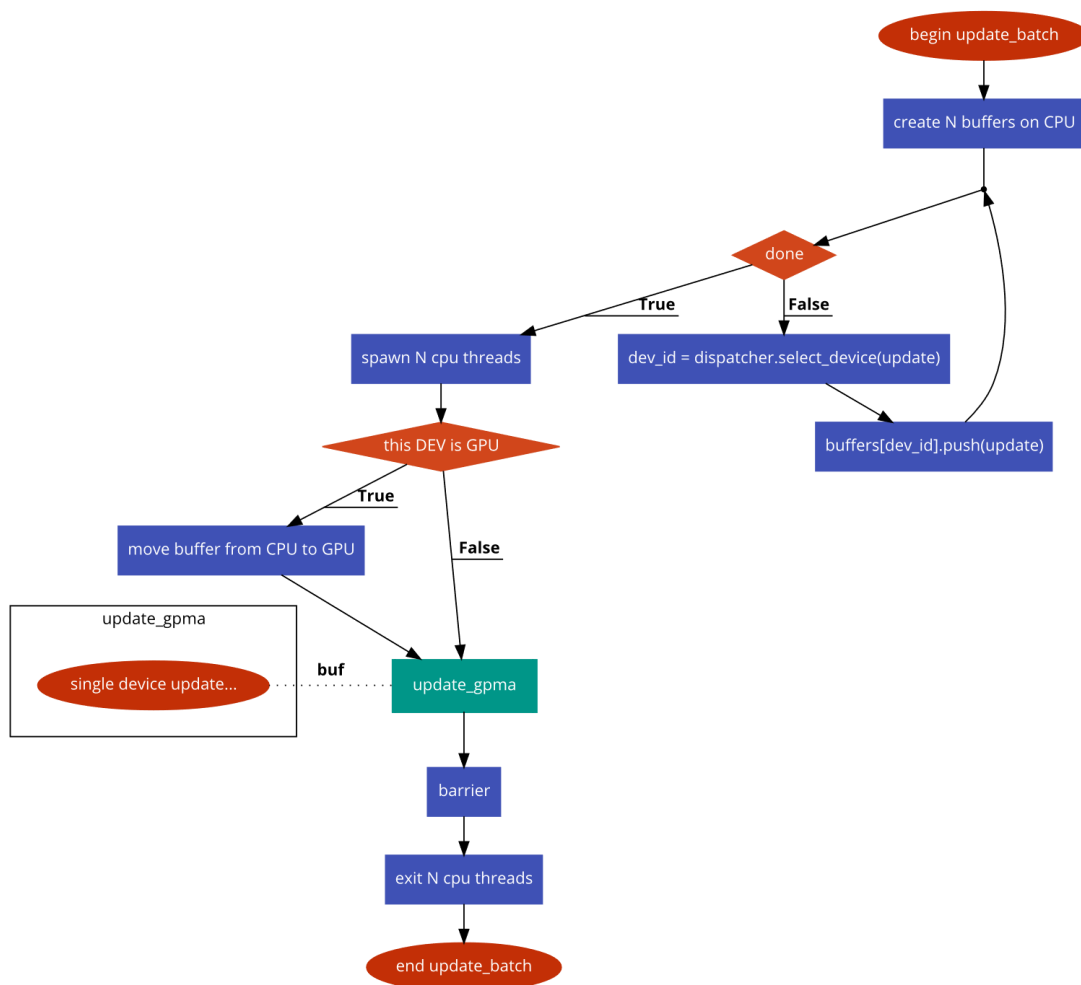 begin update_batch
create N buffers on CPU
done
True
False
spawn N cpu threads
dev_id = dispatcher.select_device(update)
this DEV is GPU
buffers[dev_id].push(update)
True
False
move buffer from CPU to GPU
update_gpma
single device update...
buf
update_gpma
barrier
exit N cpu threads
end update_batch